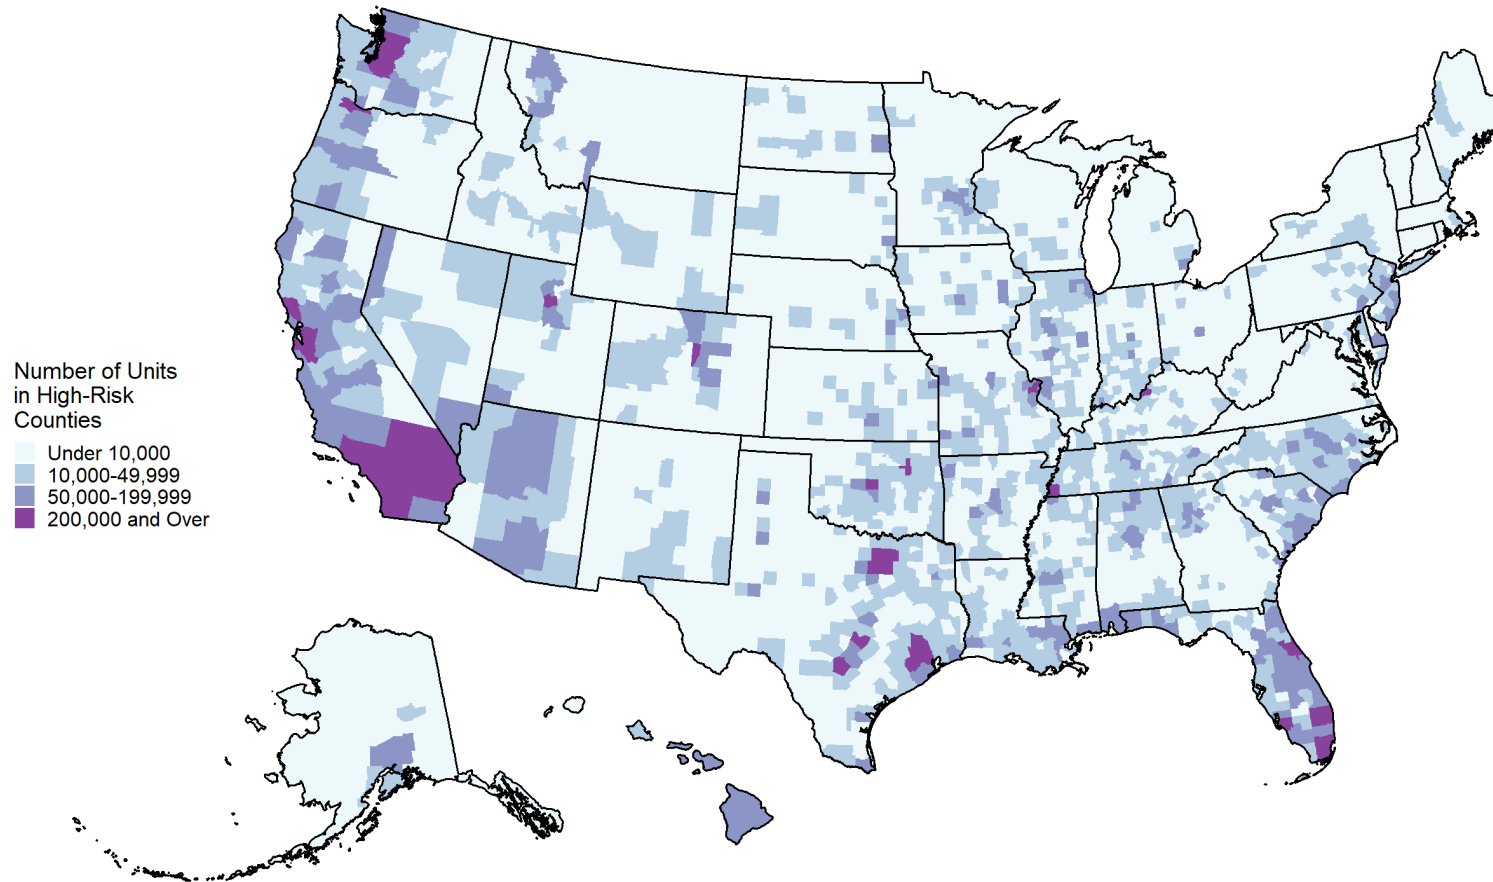 Number of Units
in High-Risk
Counties
Under 10,000
10,000-49,999
50,000-199,999
200,000 and Over